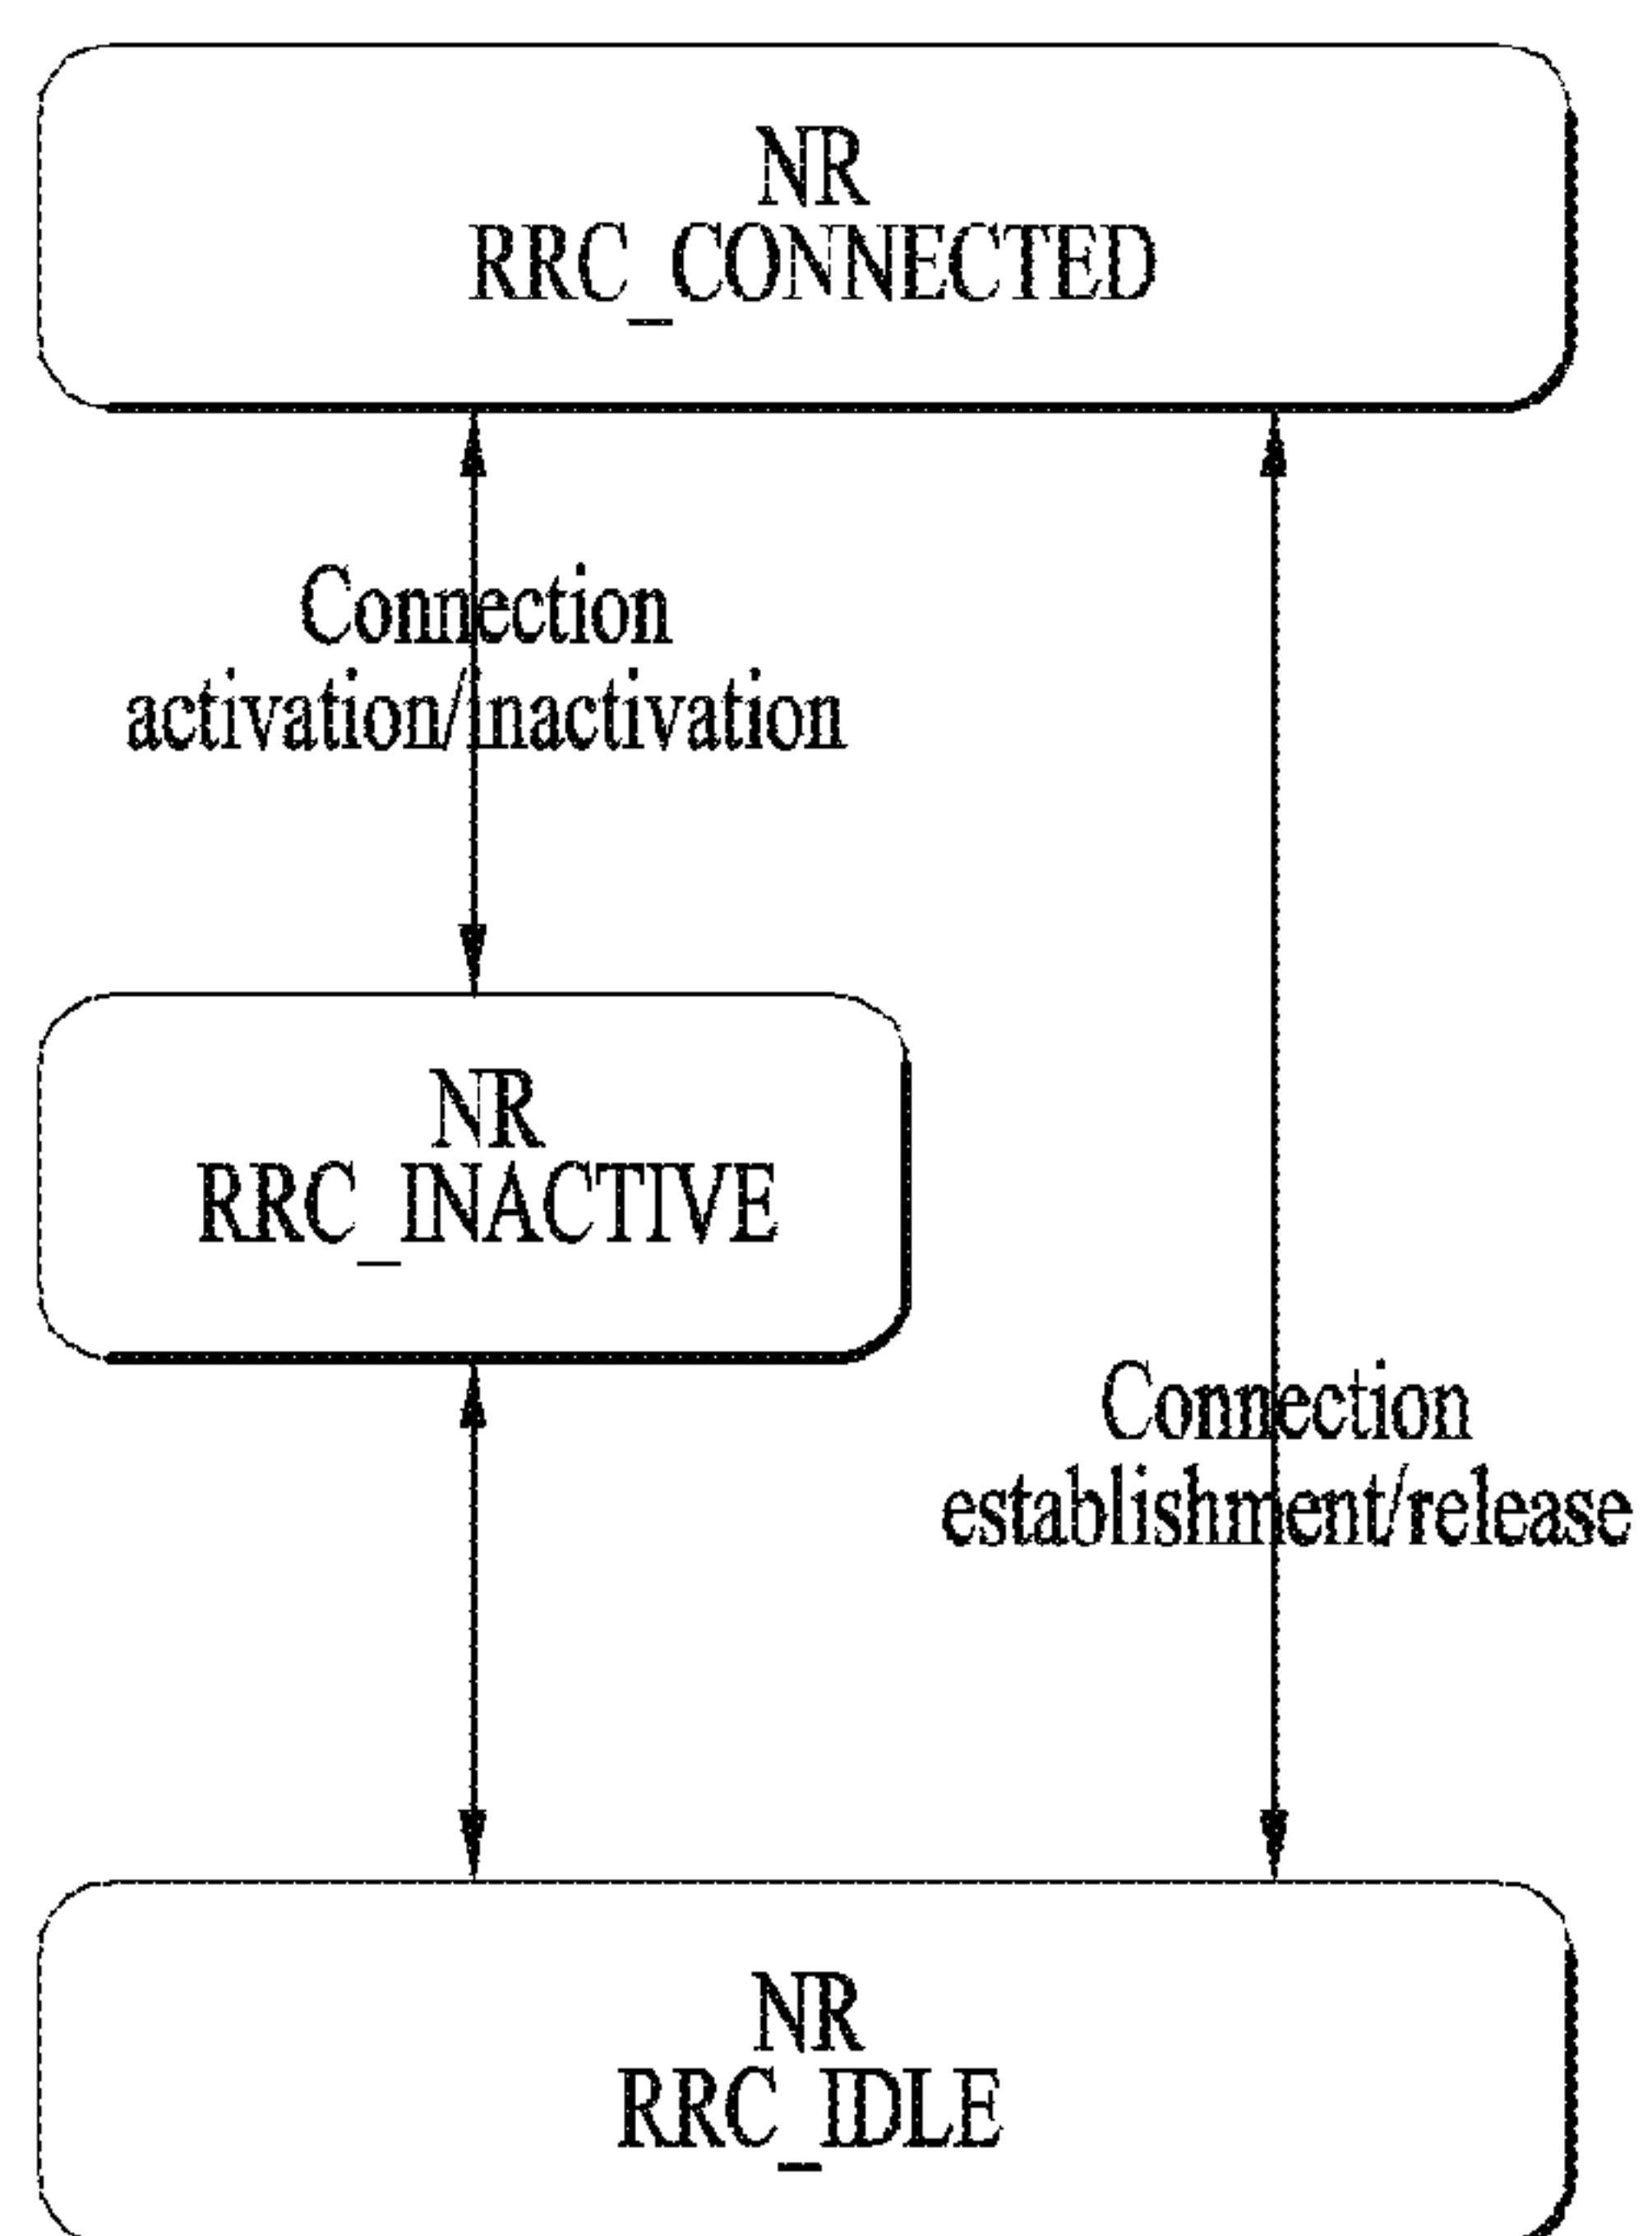 NR
RRC_CONNECTED
Connection
activation/inactivation
NR
RRC_INACTIVE
Connection
establishment/release
NR
RRC_IDLE